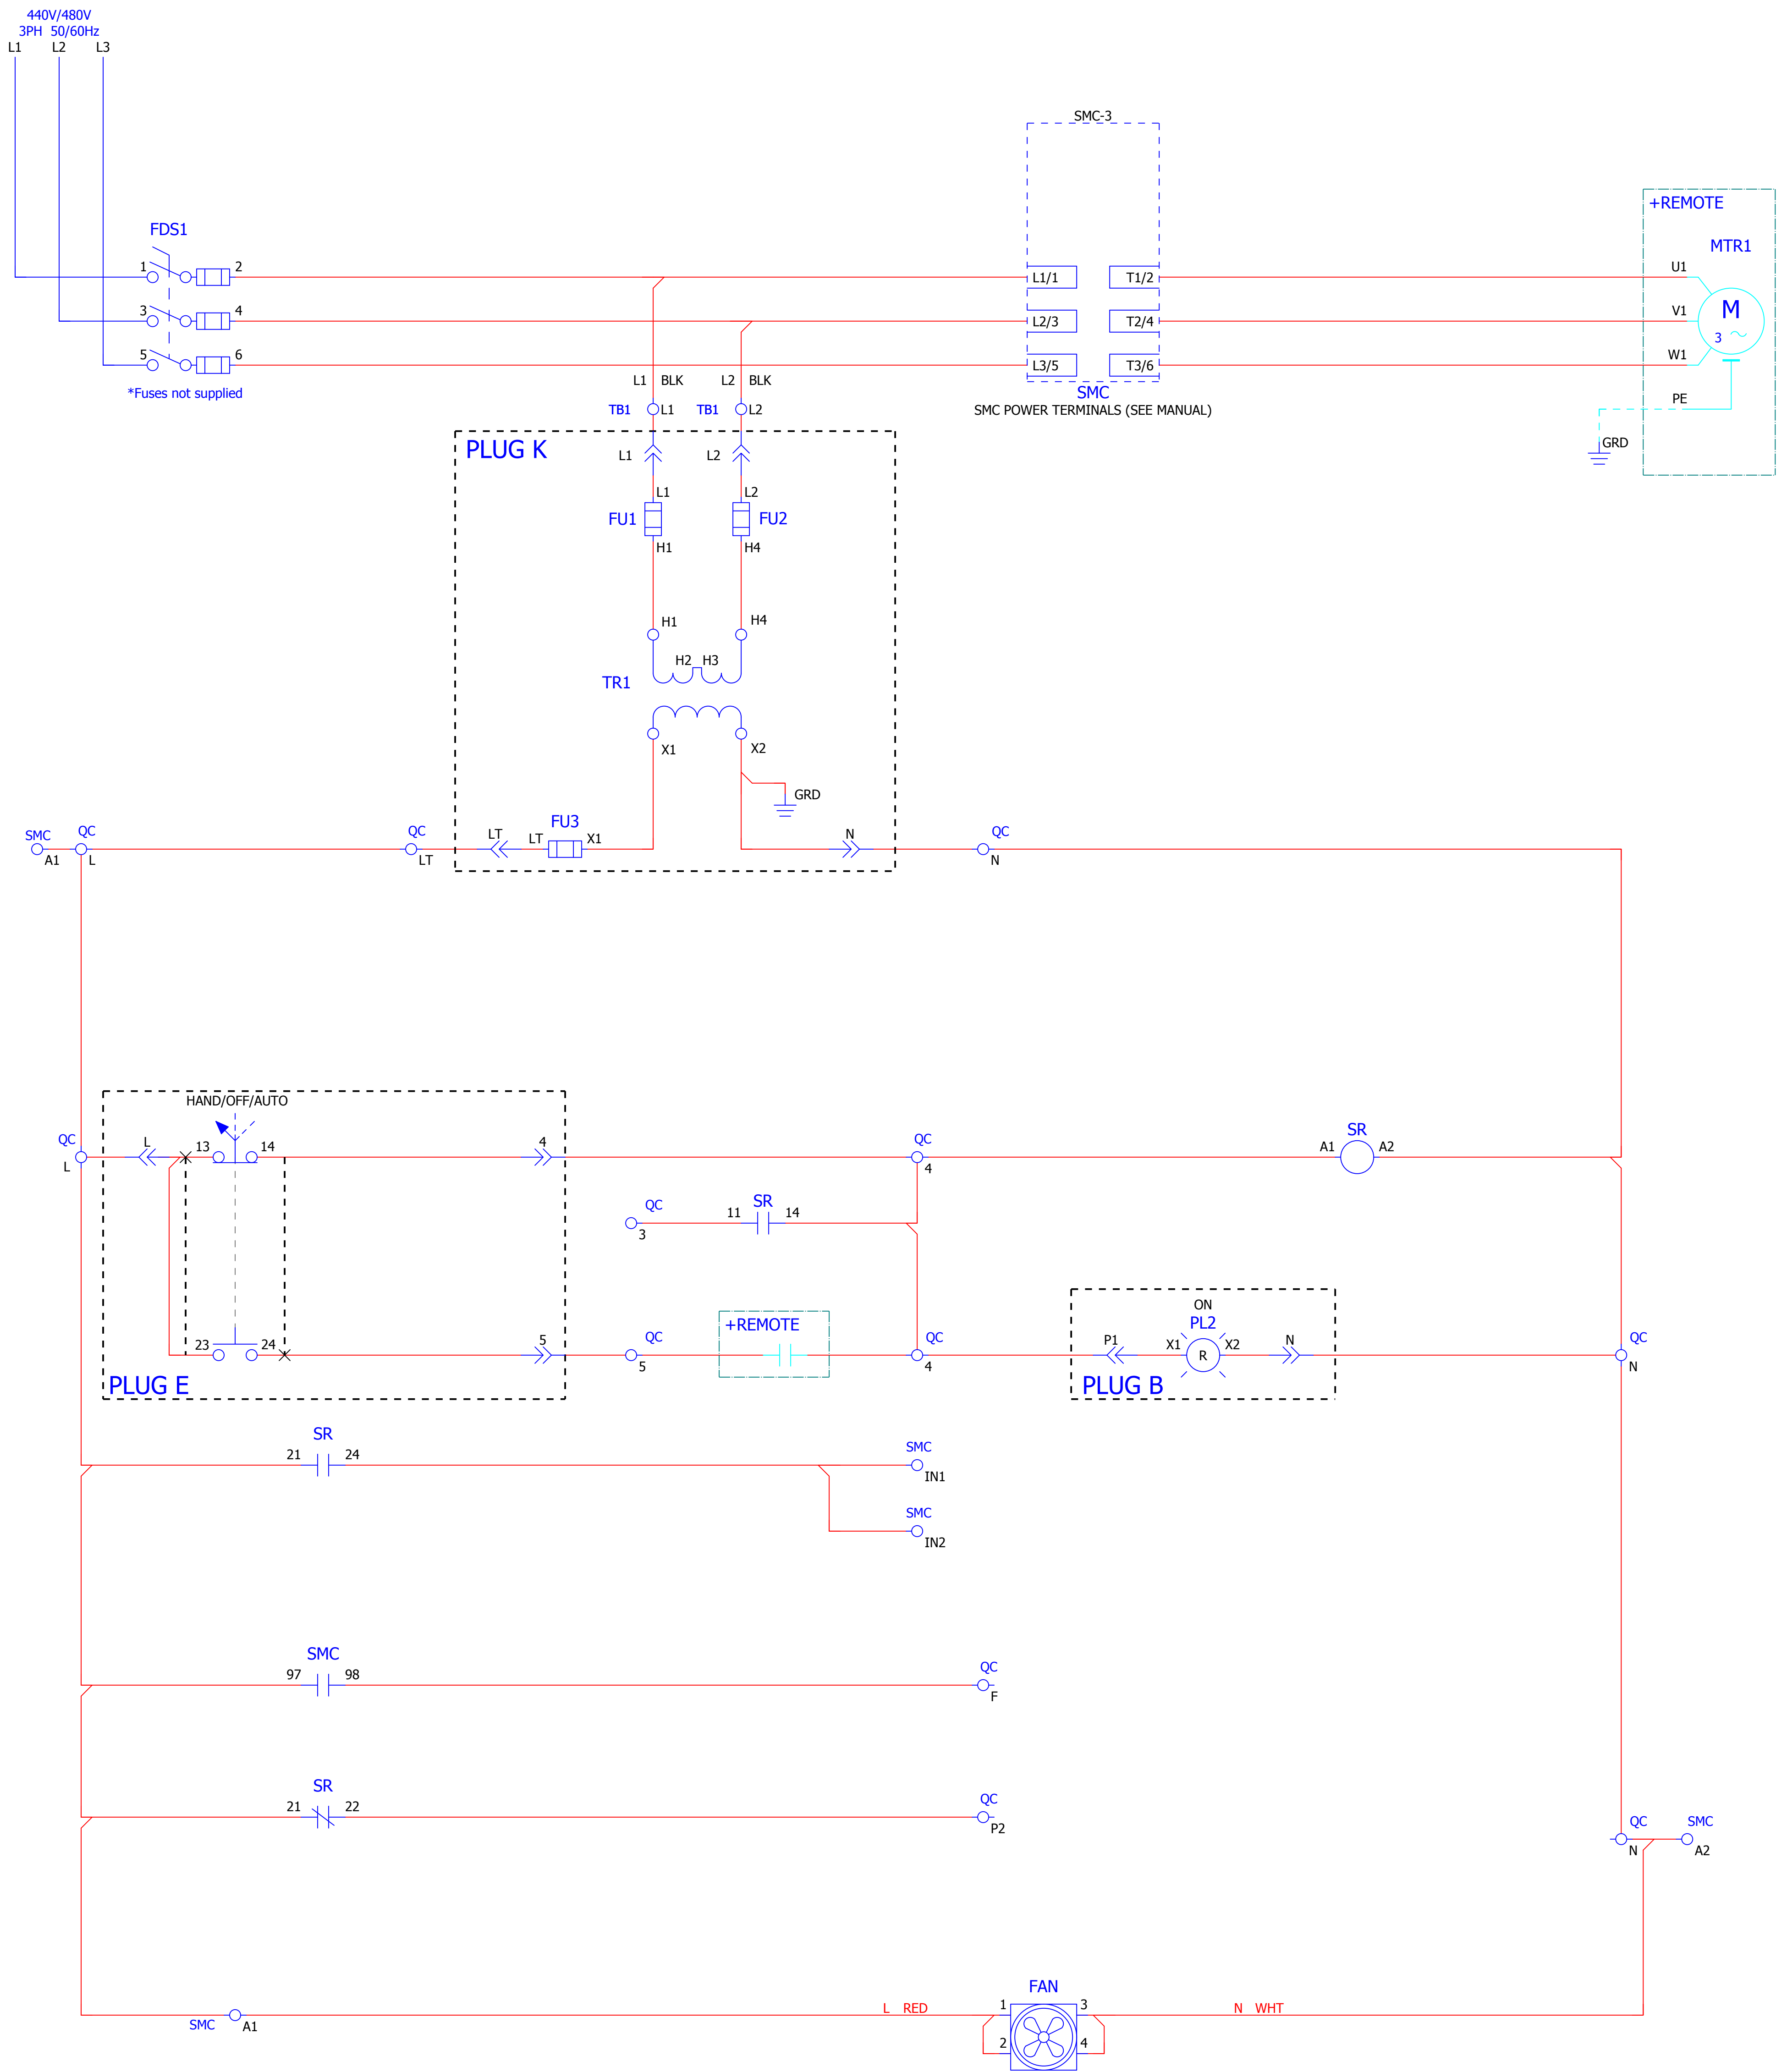 440V/480V
3PH 50/60Hz
L1 L2 L3
SMC-3
+REMOTE
FDS1
MTR1
1 2
L1/1 T1/2
U1
3 4
L2/3 T2/4
V1
M
3
5 6
L3/5 T3/6
W1
*Fuses not supplied
L1 BLK L2 BLK
SMC
PE
TB1 L1 TB1 L2
SMC POWER TERMINALS (SEE MANUAL)
GRD
PLUG K
L1 L2
L1 L2
FU1 FU2
H1 H4
H1 H4
H2 H3
TR1
X1 X2
GRD
FU3
SMC QC QC LT LT X1 N QC
A1 L LT N
HAND/OFF/AUTO
QC L 13 14 4 QC SR
A1 A2
L 4
QC 11 SR 14
3
ON
+REMOTE PL2
23 24 5 QC QC P1 X1 R X2 N QC
5 4 N
PLUG E PLUG B
SR
21 24 SMC
IN1
SMC
IN2
SMC
97 98 QC
F
SR
21 22 QC
P2
QC SMC
N A2
FAN
L RED 1 3 N WHT
SMC A1
2 4